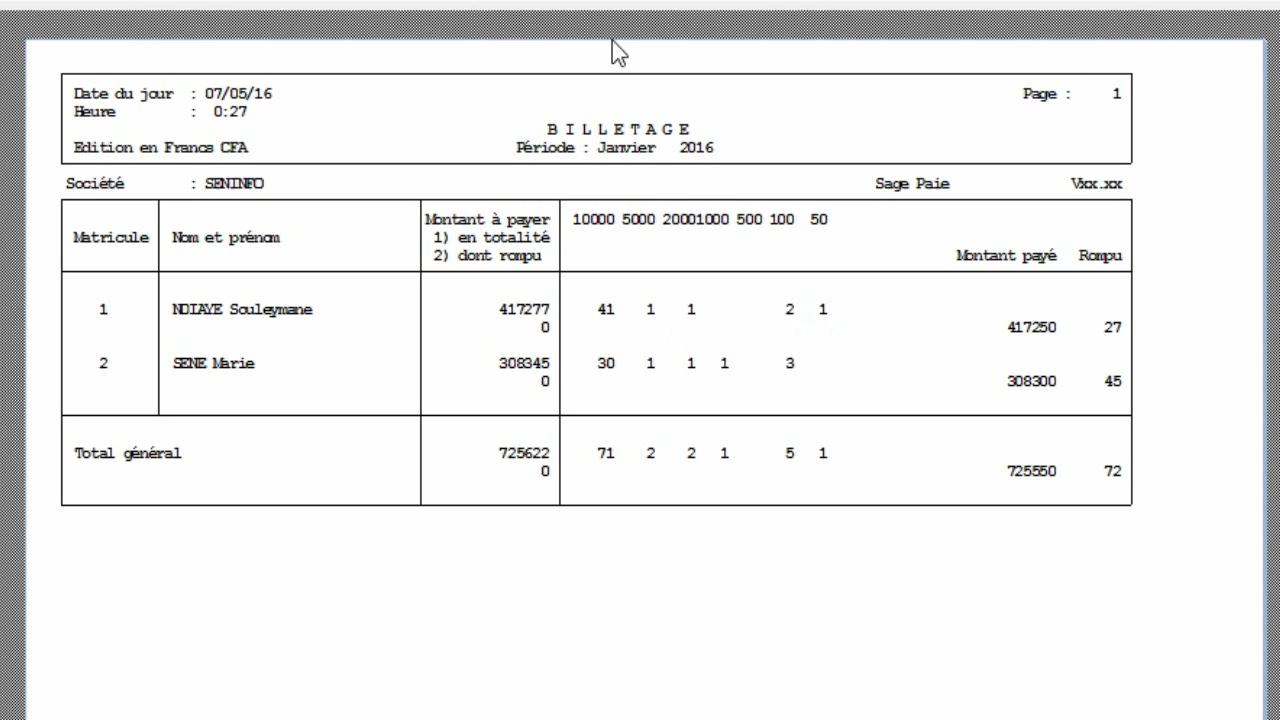 Date du jour : 07/05/16 Page : 1
Heure : 0:27
B I L L E T A G E
Edition en Francs CFA Période : Janvier 2016
Société : SENINFO Sage Paie Vxx.xx
Montant à payer 10000 5000 20001000 500 100 50
Matricule Nom et prénom 1) en totalité
2) dont rompu Montant payé Rompu
1 NDIAYE Souleymane 417277 41 1 1 2 1
0 417250 27
2 SENE Marie 308345 30 1 1 1 3
0 308300 45
Total général 725622 71 2 2 1 5 1
0 725550 72